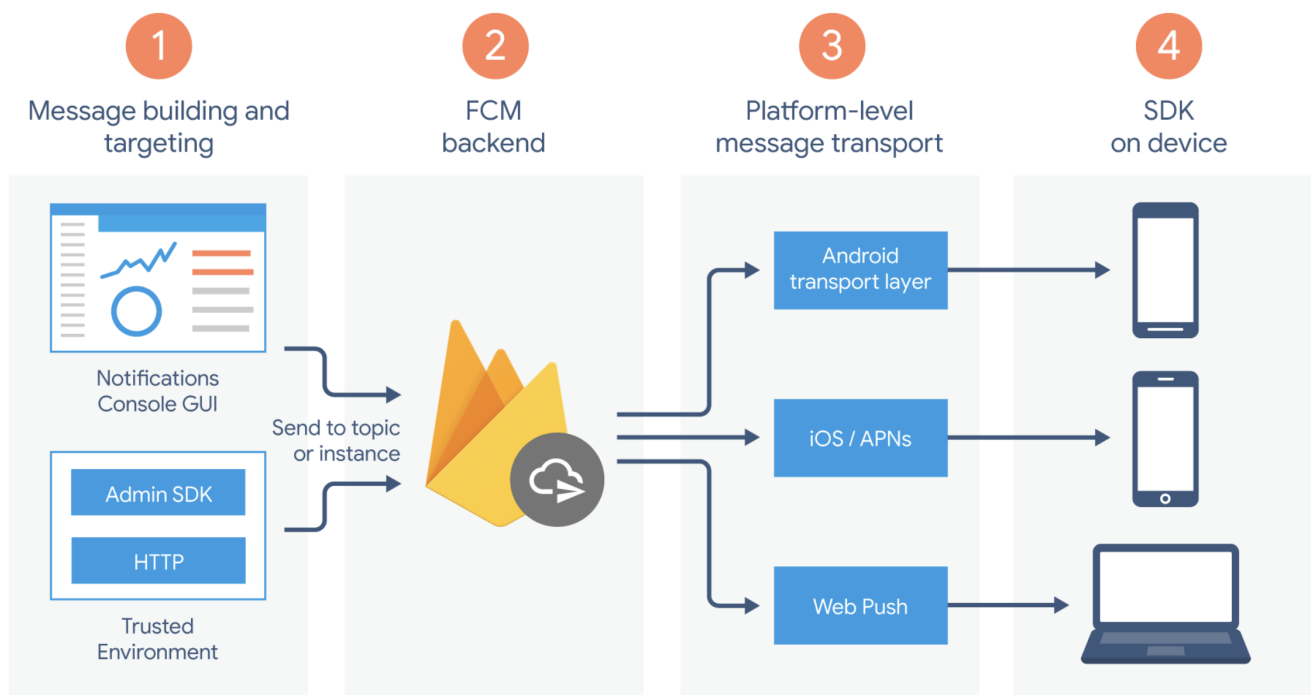 1
Message building and
targeting
2
FCM
backend
3
Platform-level
message transport
4
SDK
on device
Notifications
Console GUI
Send to topic
or instance
Admin SDK
HTTP
Trusted
Environment
Android
transport layer
iOS / APNs
Web Push